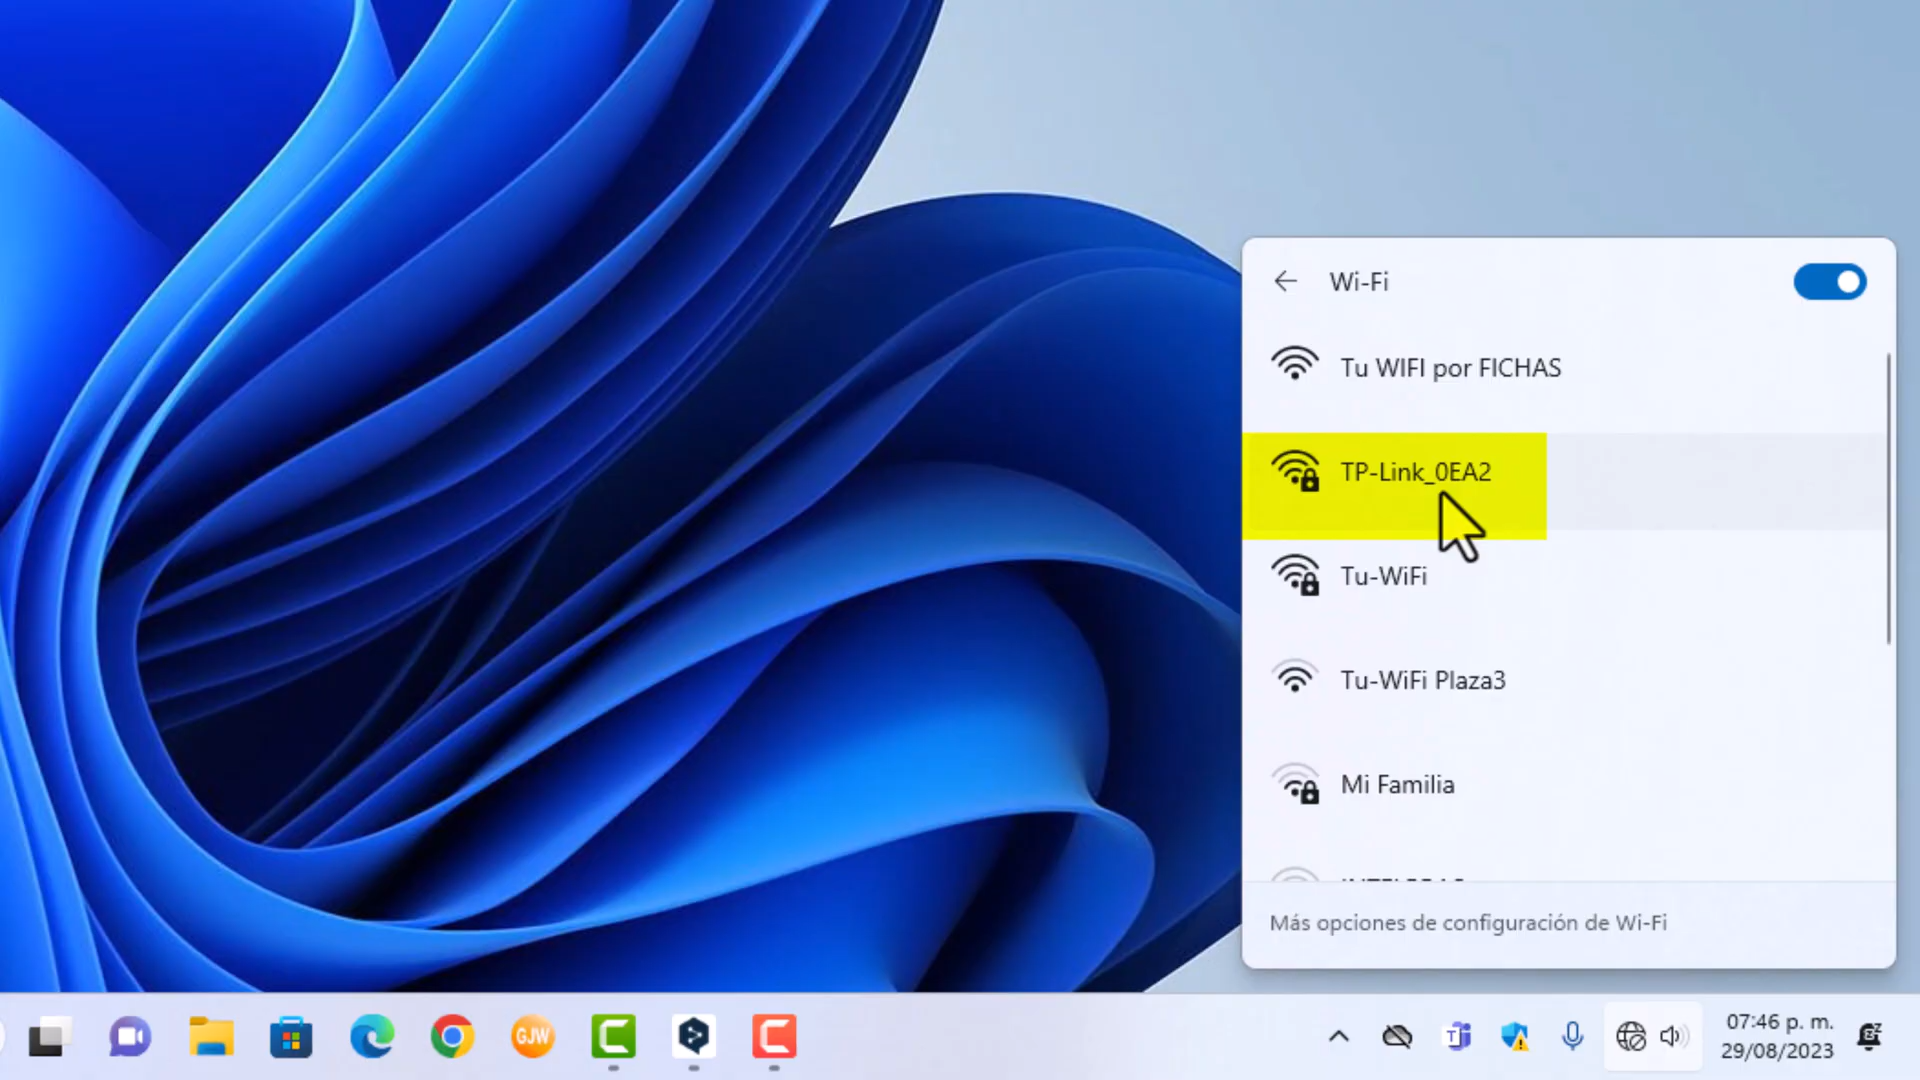 Wi-Fi
Tu WIFI por FICHAS
TP-Link_0EA2
Tu-WiFi
Tu-WiFi Plaza3
Mi Familia
Más opciones de configuración de Wi-Fi
GJW
07:46 p. m.
29/08/2023